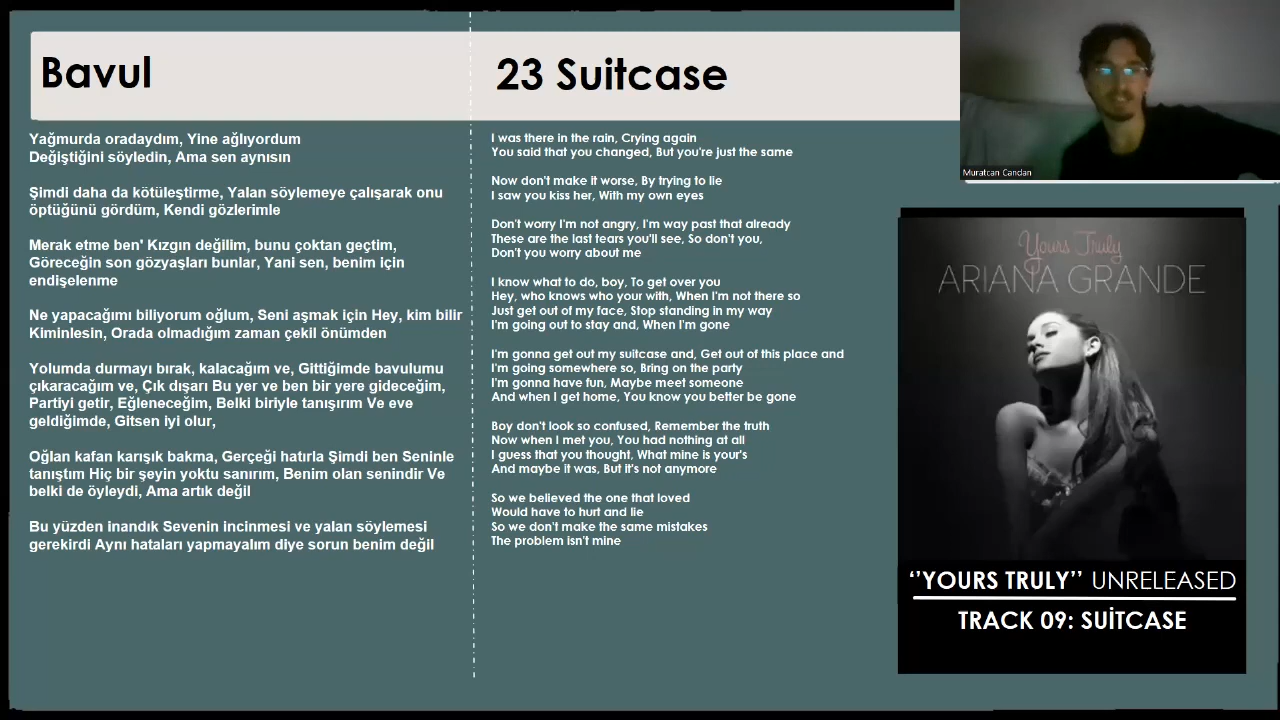 Bavul
Yağmurda oradaydım, Yine ağlıyordum
Değiştiğini söyledin, Ama sen aynısın
Şimdi daha da kötüleştirme, Yalan söylemeye çalışarak onu
öptüğünü gördüm, Kendi gözlerimle
Merak etme ben' Kızgın değilim, bunu çoktan geçtim,
Göreceğin son gözyaşları bunlar, Yani sen, benim için
endişelenme
Ne yapacağımı biliyorum oğlum, Seni aşmak için Hey, kim bilir
Kiminlesin, Orada olmadığım zaman çekil önümden
Yolumda durmayı bırak, kalacağım ve, Gittiğimde bavulumu
çıkaracağım ve, Çık dışarı Bu yer ve ben bir yere gideceğim,
Partiyi getir, Eğleneceğim, Belki biriyle tanışırım Ve eve
geldiğimde, Gitsen iyi olur,
Oğlan kafan karışık bakma, Gerçeği hatırla Şimdi ben Seninle
tanıştım Hiç bir şeyin yoktu sanırım, Benim olan senindir Ve
belki de öyleydi, Ama artık değil
Bu yüzden inandık Sevenin incinmesi ve yalan söylemesi
gerekirdi Aynı hataları yapmayalım diye sorun benim değil
23 Suitcase
I was there in the rain, Crying again
You said that you changed, But you're just the same
Now don't make it worse, By trying to lie
I saw you kiss her, With my own eyes
Don't worry I'm not angry, I'm way past that already
These are the last tears you'll see, So don't you,
Don't you worry about me
I know what to do, boy, To get over you
Hey, who knows who your with, When I'm not there so
Just get out of my face, Stop standing in my way
I'm going out to stay and, When I'm gone
I'm gonna get out my suitcase and, Get out of this place and
I'm going somewhere so, Bring on the party
I'm gonna have fun, Maybe meet someone
And when I get home, You know you better be gone
Boy don't look so confused, Remember the truth
Now when I met you, You had nothing at all
I guess that you thought, What mine is your's
And maybe it was, But it's not anymore
So we believed the one that loved
Would have to hurt and lie
So we don't make the same mistakes
The problem isn't mine
Muratcan Candan
Yours Truly
ARIANA GRANDE
‘’YOURS TRULY’’ UNRELEASED
TRACK 09: SUİTCASE